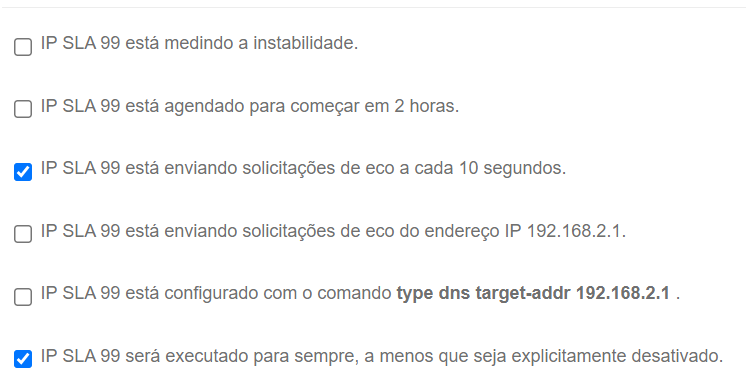 IP SLA 99 está medindo a instabilidade.
IP SLA 99 está agendado para começar em 2 horas.
IP SLA 99 está enviando solicitações de eco a cada 10 segundos.
IP SLA 99 está enviando solicitações de eco do endereço IP 192.168.2.1.
IP SLA 99 está configurado com o comando type dns target-addr 192.168.2.1 .
IP SLA 99 será executado para sempre, a menos que seja explicitamente desativado.